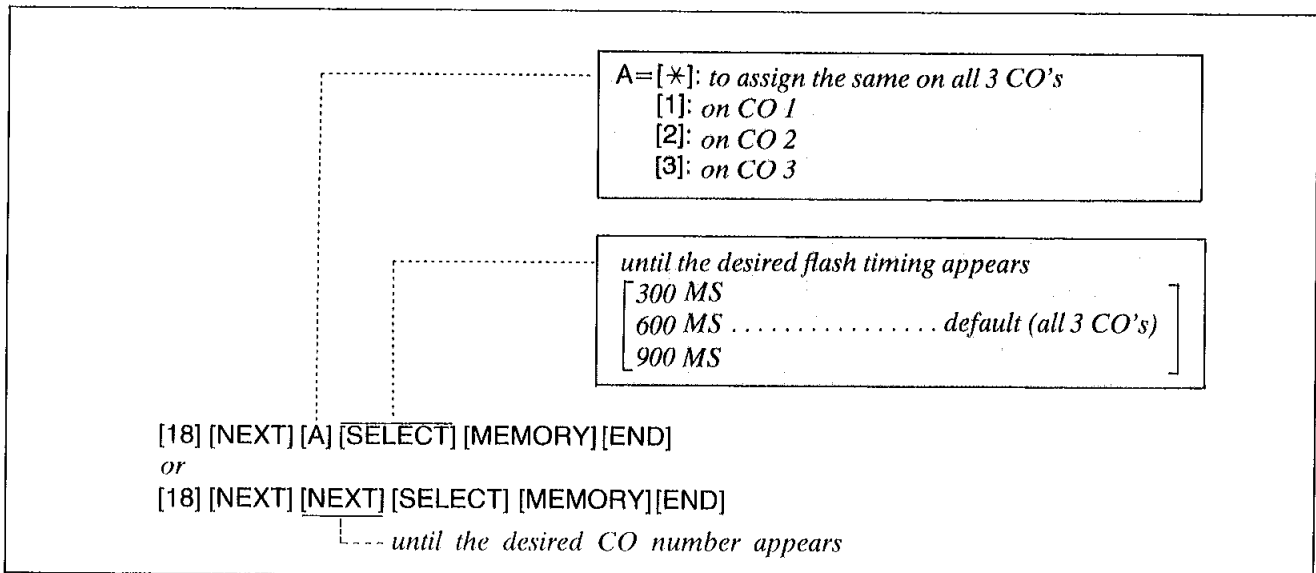 A=[*]: to assign the same on all 3 CO's
[1]: on CO 1
[2]: on CO 2
[3]: on CO 3
until the desired flash timing appears
300 MS
600 MS ................ default (all 3 CO's)
900 MS
[18] [NEXT] [A] [SELECT] [MEMORY] [END]
or
[18] [NEXT] [NEXT] [SELECT] [MEMORY] [END]
until the desired CO number appears